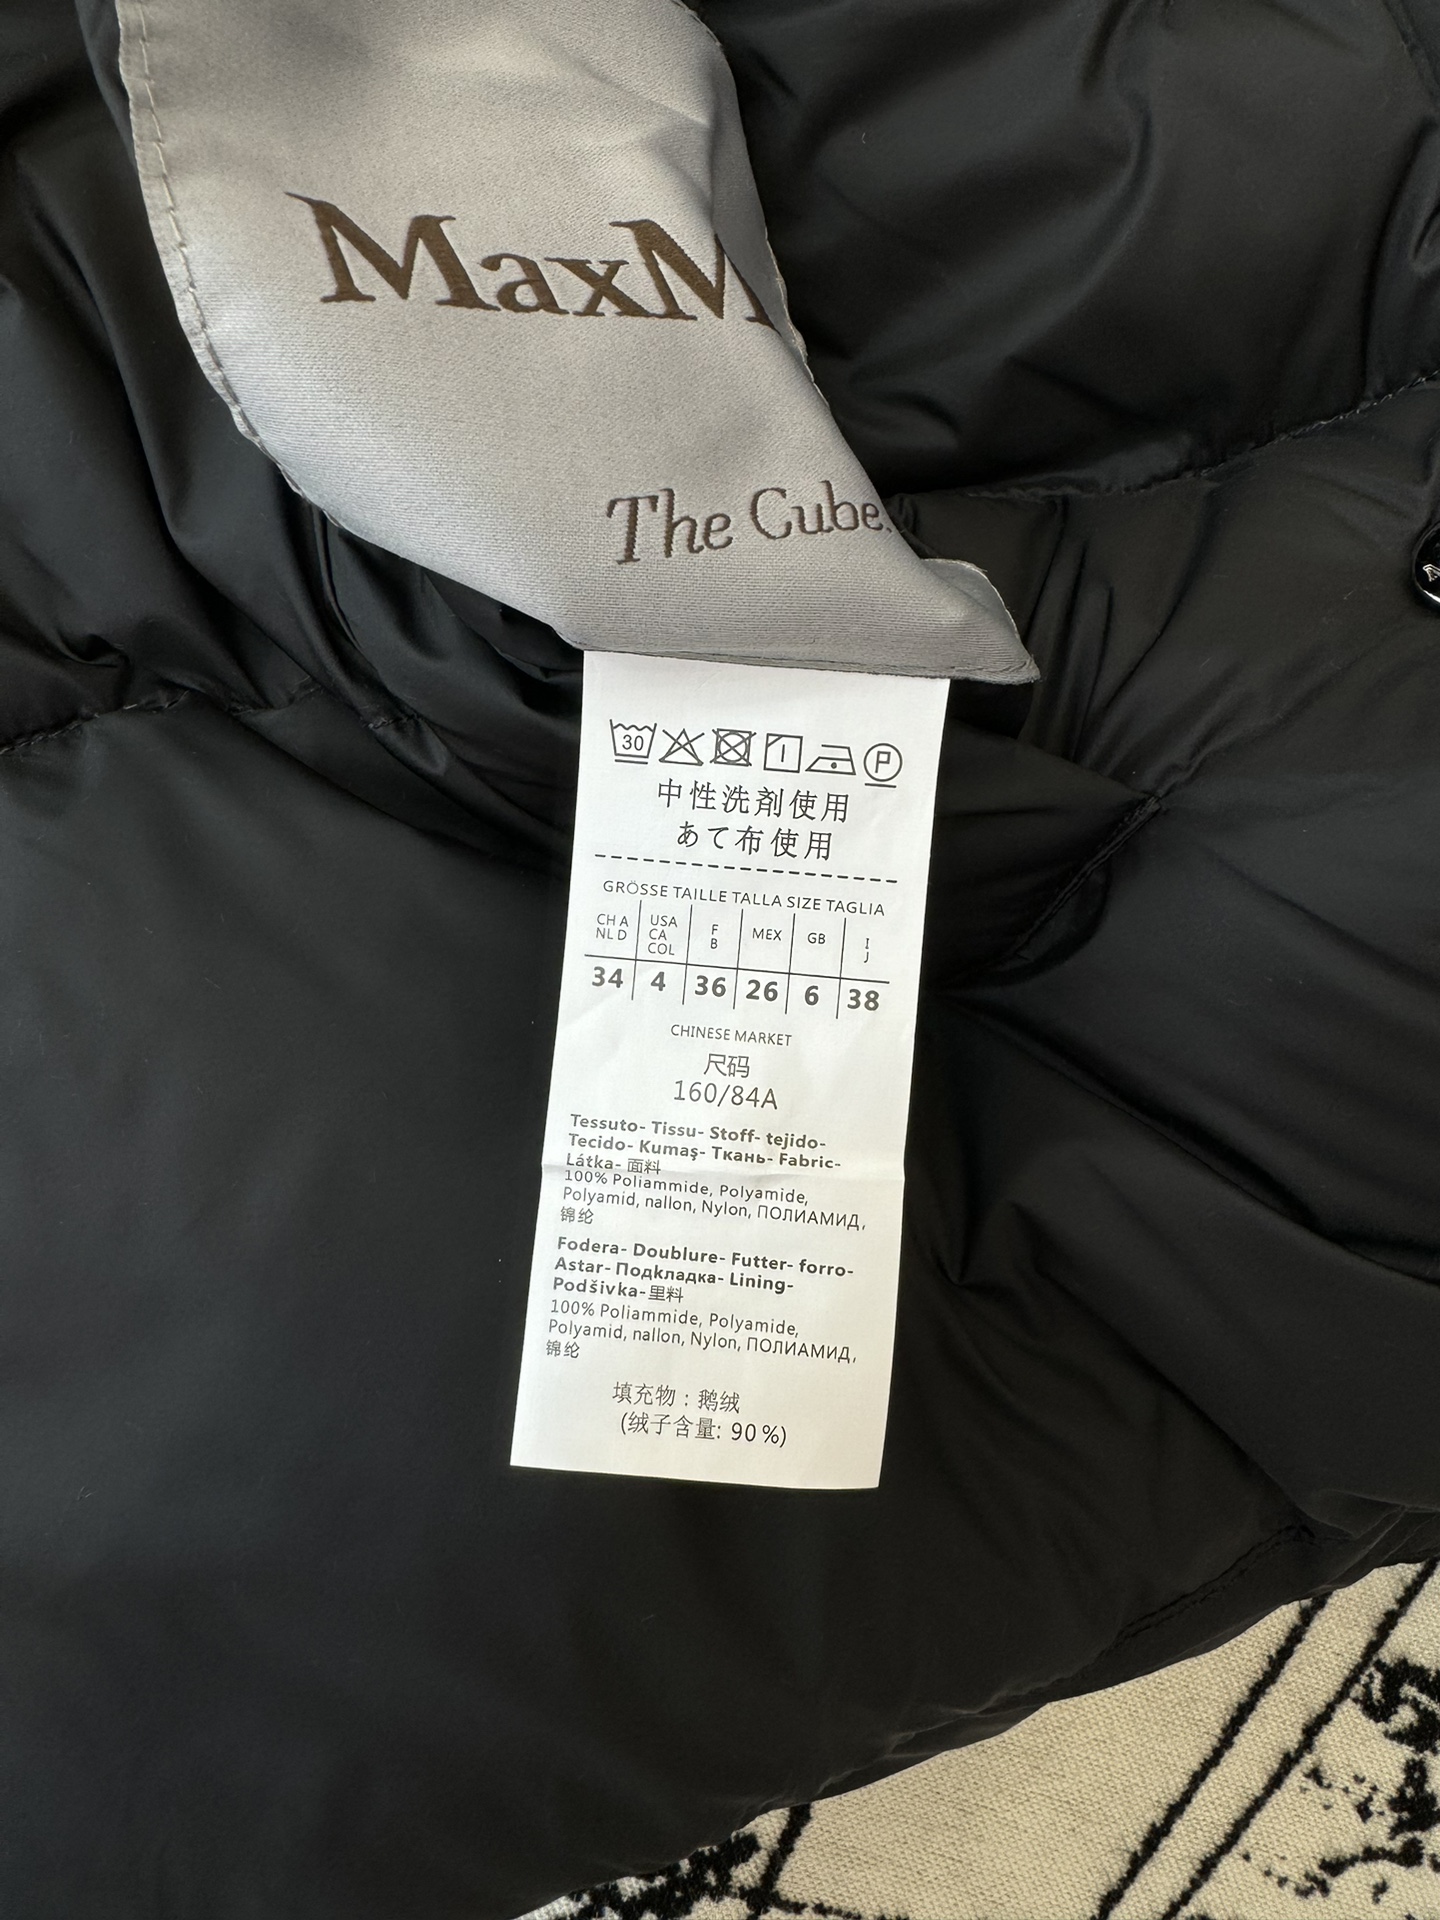 MaxM
The Cube.
30 P
中性洗剤使用
あて布使用
GRÖSSE TAILLE TALLA SIZE TAGLIA
CH A NL D USA CA COL F B MEX GB I J
34 4 36 26 6 38
CHINESE MARKET
尺码
160/84A
Tessuto- Tissu- Stoff- tejido-
Tecido- Kumaş- Ткань- Fabric-
Látka- 面料
100% Poliammide, Polyamide,
Polyamid, nallon, Nylon, ПОЛИАМИД,
锦纶
Fodera- Doublure- Futter- forro-
Astar- Подкладка- Lining-
Podšivka-里料
100% Poliammide, Polyamide,
Polyamid, nallon, Nylon, ПОЛИАМИД,
锦纶
填充物：鹅绒
(绒子含量: 90%)